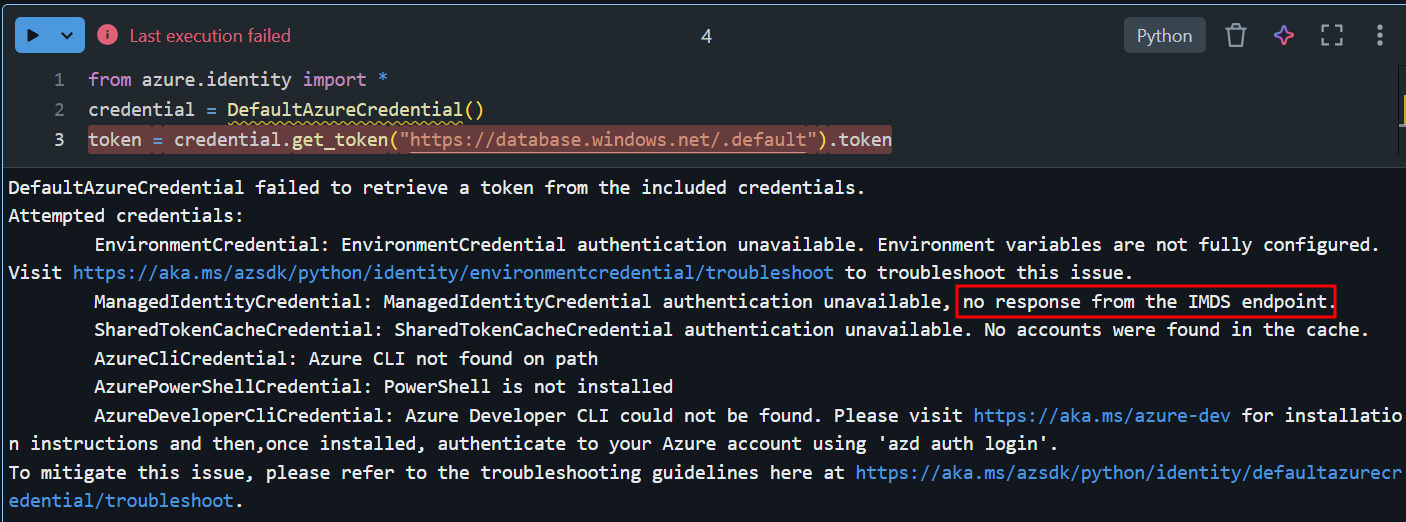 Last execution failed
4
Python
1 from azure.identity import *
2 credential = DefaultAzureCredential()
3 token = credential.get_token("https://database.windows.net/.default").token
DefaultAzureCredential failed to retrieve a token from the included credentials.
Attempted credentials:
EnvironmentCredential: EnvironmentCredential authentication unavailable. Environment variables are not fully configured.
Visit https://aka.ms/azsdk/python/identity/environmentcredential/troubleshoot to troubleshoot this issue.
ManagedIdentityCredential: ManagedIdentityCredential authentication unavailable, no response from the IMDS endpoint.
SharedTokenCacheCredential: SharedTokenCacheCredential authentication unavailable. No accounts were found in the cache.
AzureCliCredential: Azure CLI not found on path
AzurePowerShellCredential: PowerShell is not installed
AzureDeveloperCliCredential: Azure Developer CLI could not be found. Please visit https://aka.ms/azure-dev for installatio
n instructions and then,once installed, authenticate to your Azure account using 'azd auth login'.
To mitigate this issue, please refer to the troubleshooting guidelines here at https://aka.ms/azsdk/python/identity/defaultazurecr
edential/troubleshoot.